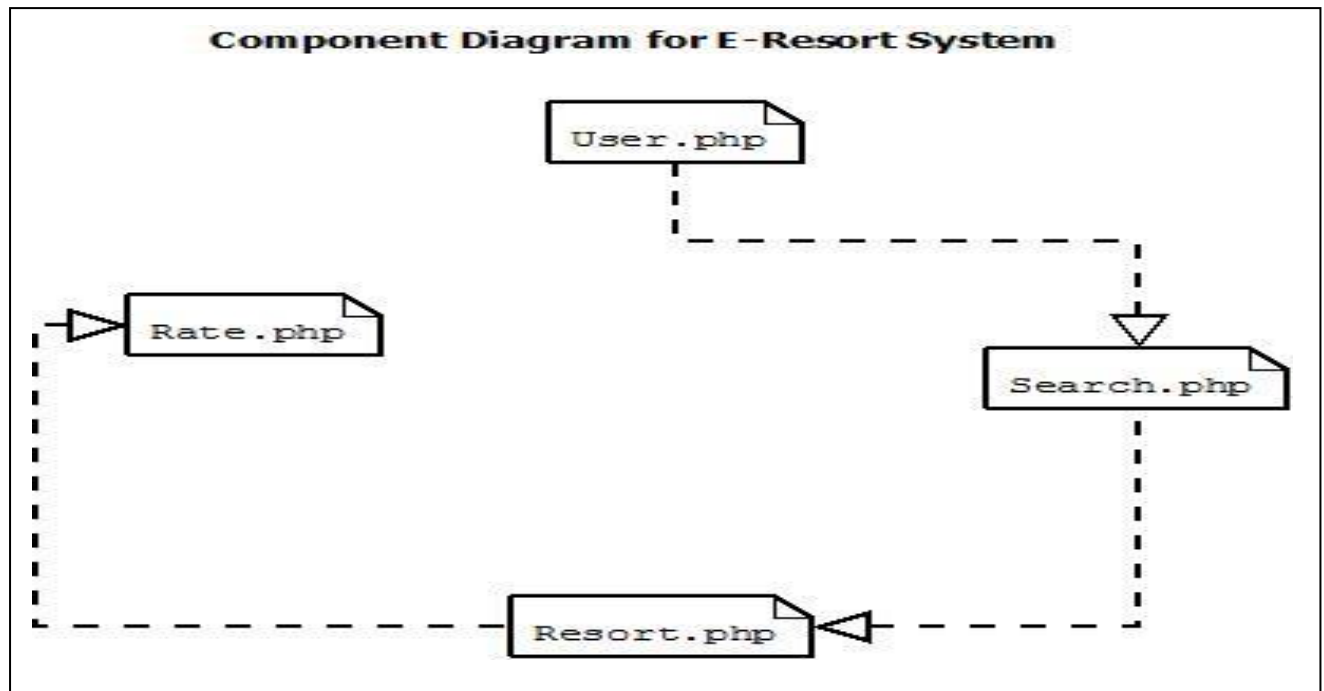 Component Diagram for E-Resort System
User.php
Rate.php
Search.php
Resort.php